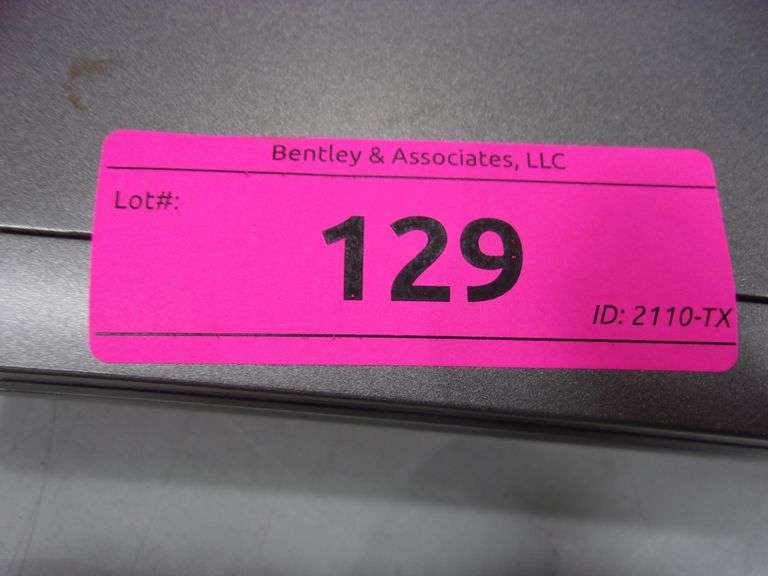 Bentley & Associates, LLC
Lot#:
129
ID: 2110-TX